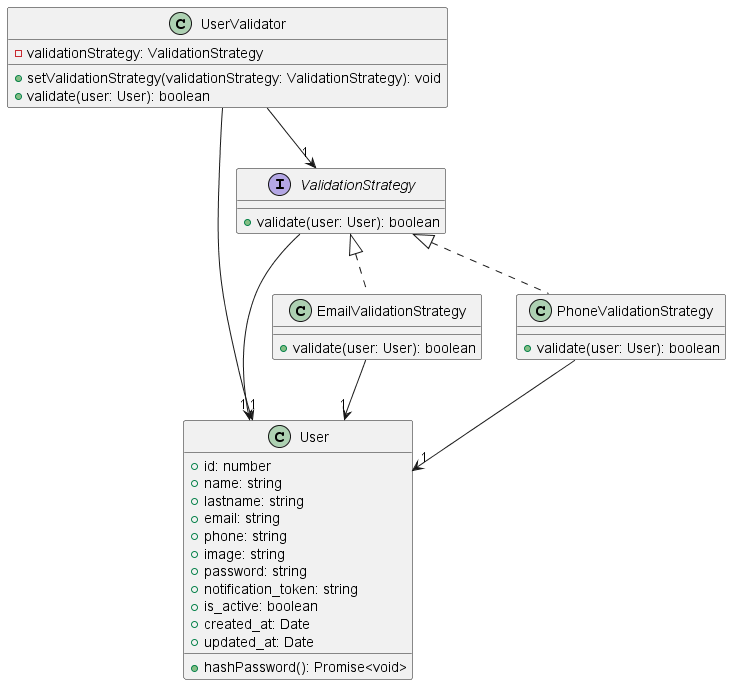 C UserValidator
validationStrategy: ValidationStrategy
setValidationStrategy(validationStrategy: ValidationStrategy): void
validate(user: User): boolean
1
I ValidationStrategy
validate(user: User): boolean
C EmailValidationStrategy
validate(user: User): boolean
C PhoneValidationStrategy
validate(user: User): boolean
1
1
1
1
C User
id: number
name: string
lastname: string
email: string
phone: string
image: string
password: string
notification_token: string
is_active: boolean
created_at: Date
updated_at: Date
hashPassword(): Promise<void>